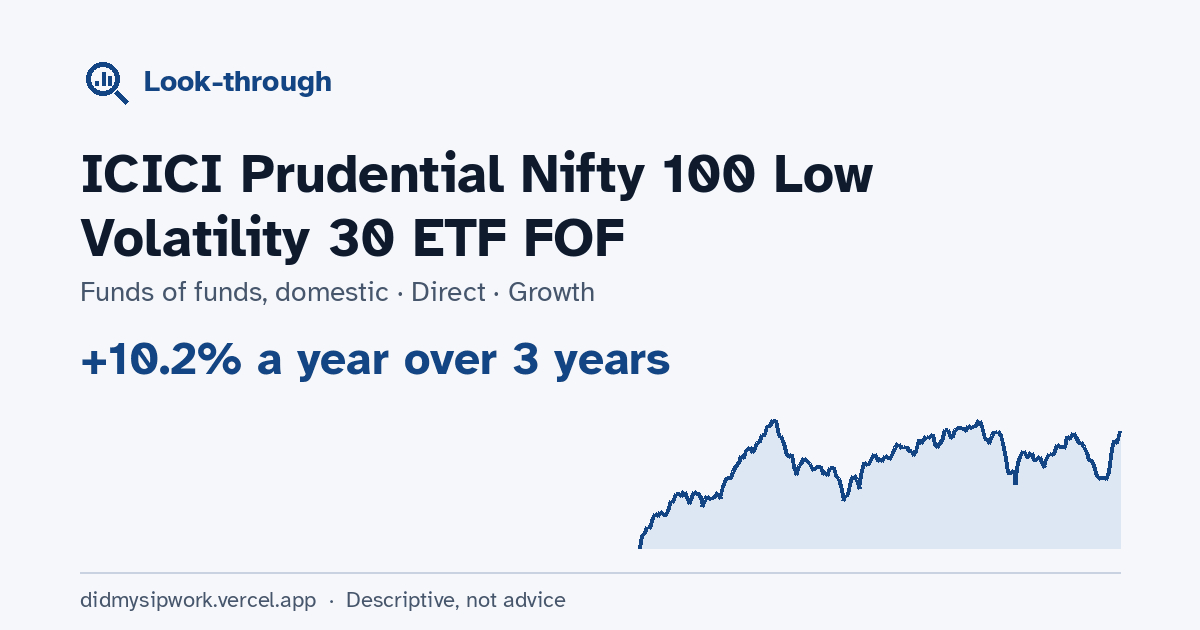 Look-through
ICICI Prudential Nifty 100 Low
Volatility 30 ETF FOF
Funds of funds, domestic · Direct · Growth
+10.2% a year over 3 years
didmysipwork.vercel.app · Descriptive, not advice